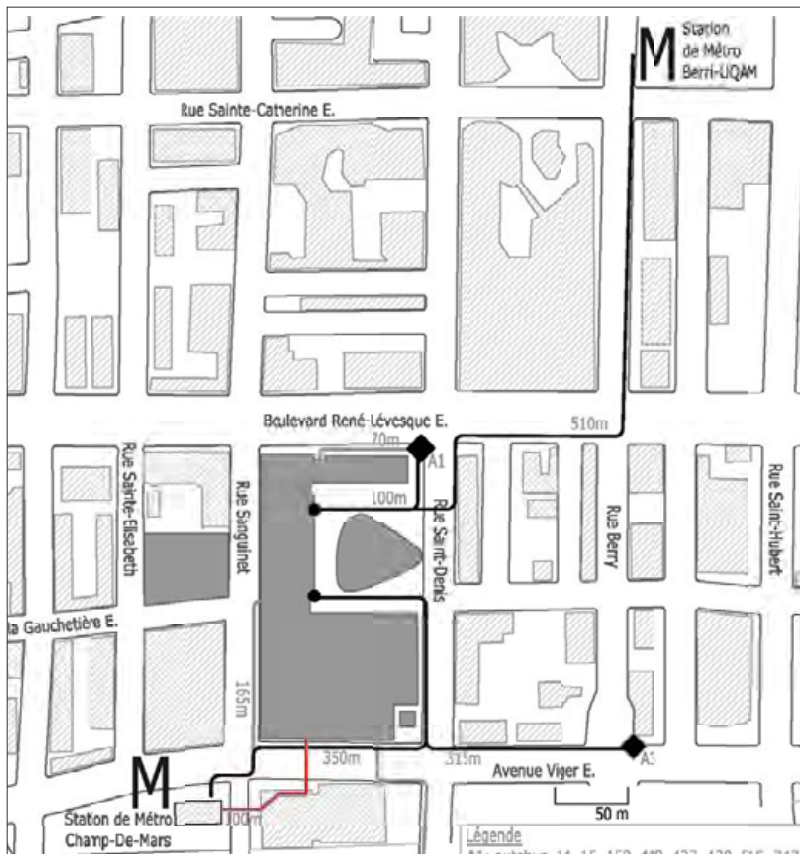 M
Station
de Métro
Berri-UQAM
Rue Sainte-Catherine E.
Boulevard René-Lévesque E.
510m
70m
A1
100m
Rue Sainte-Elisabeth
Rue Sanguinet
Rue Saint-Denis
Rue Berry
Rue Saint-Hubert
la Gauchetière E.
165m
350m
315m
Avenue Viger E.
50 m
M
Station de Métro
Champ-De-Mars
100m
Légende